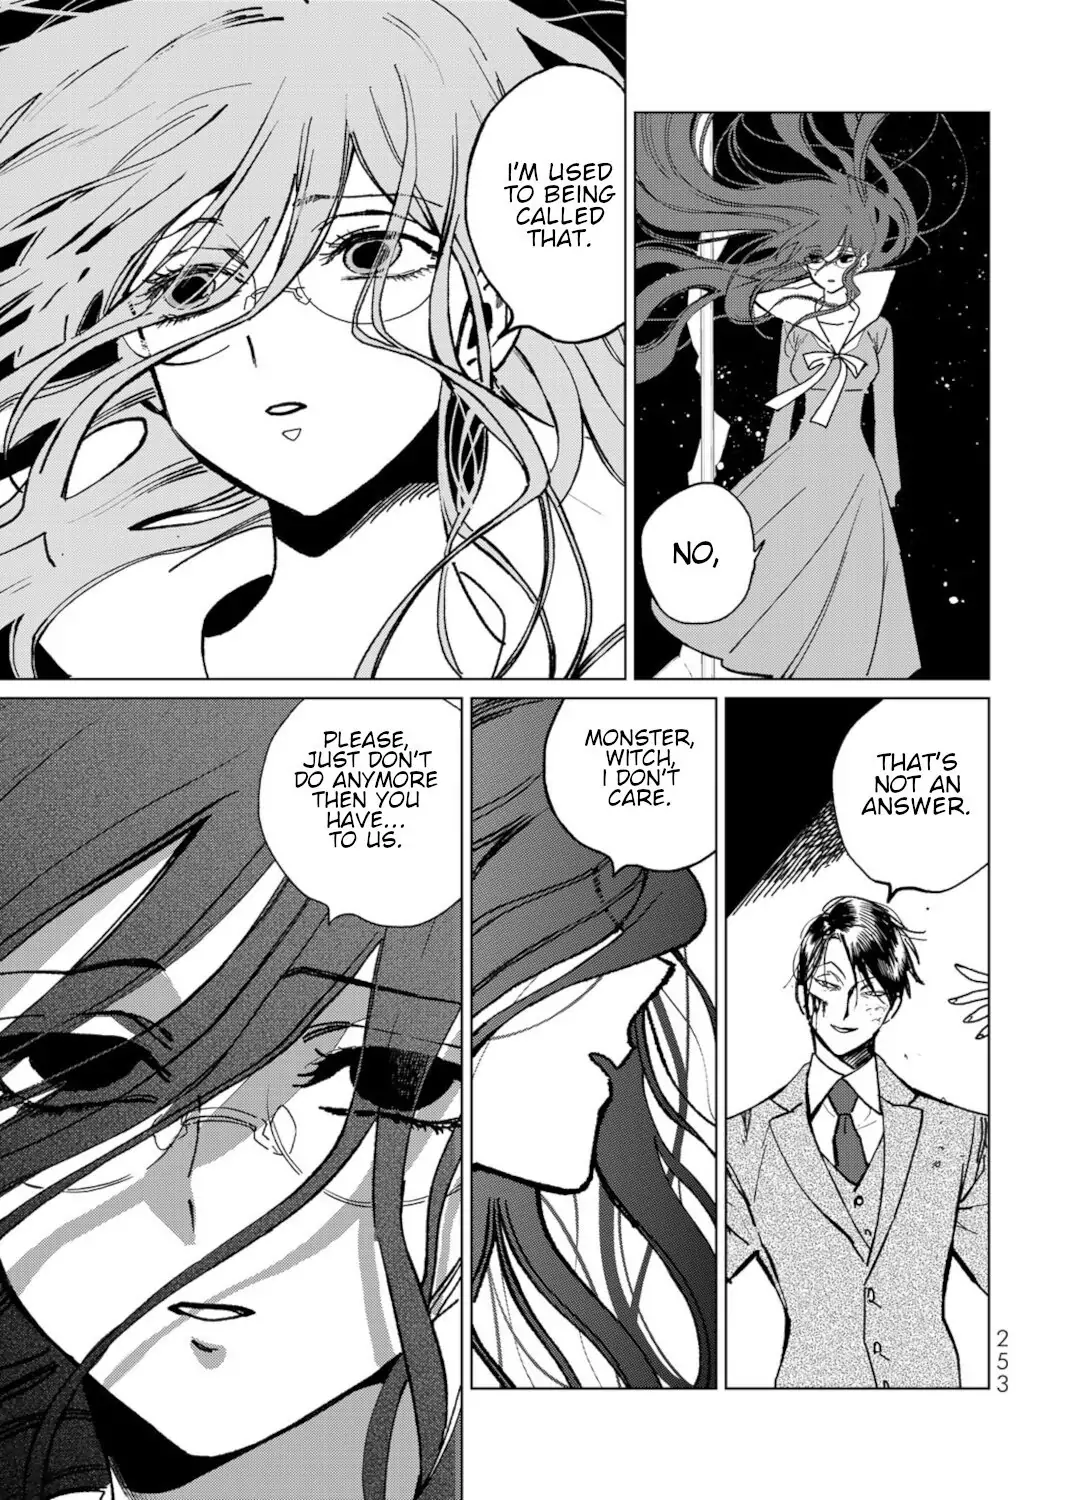 NO,
I'M USED
TO BEING
CALLED
THAT.
THAT'S
NOT AN
ANSWER.
MONSTER,
WITCH,
I DON'T
CARE.
PLEASE,
JUST DON'T
DO ANYMORE
THEN YOU
HAVE...
TO US.
253